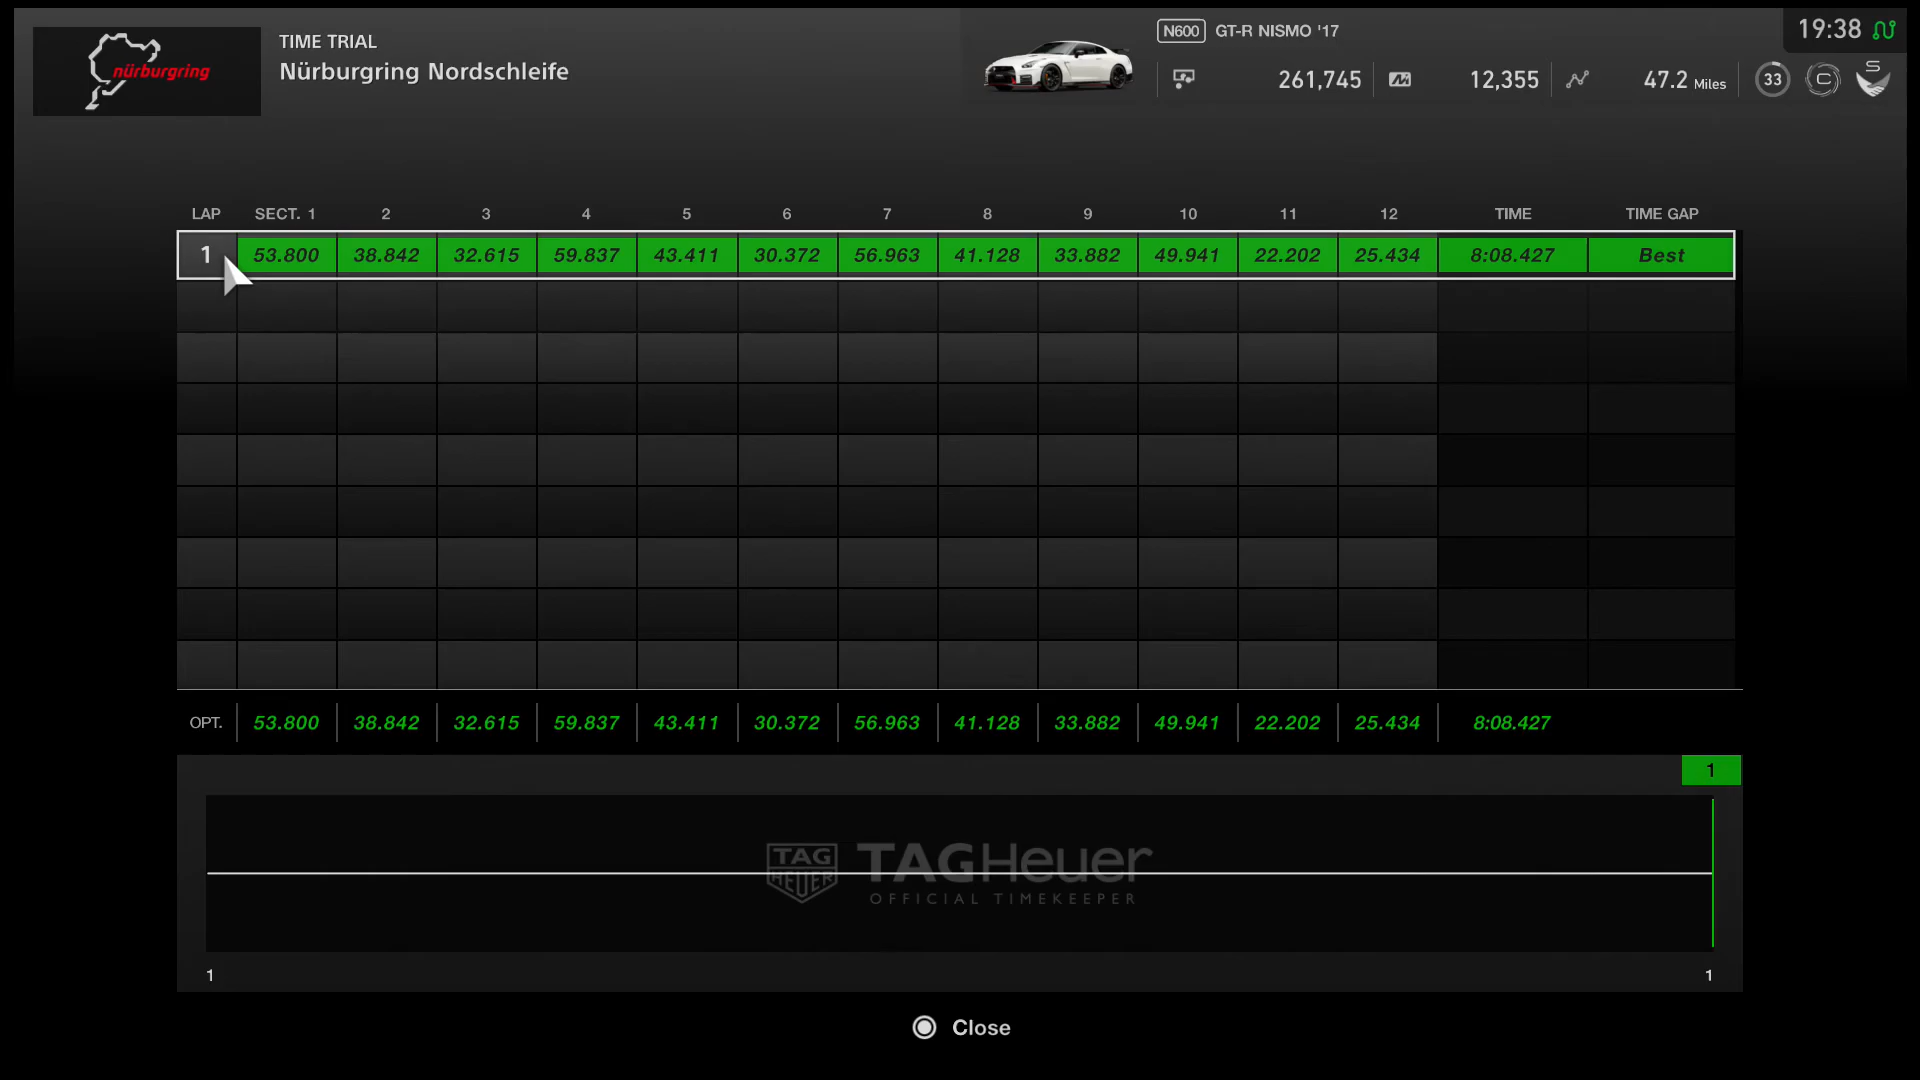 nürburgring
TIME TRIAL
Nürburgring Nordschleife
N600 GT-R NISMO '17
261,745 12,355 47.2 Miles 33 C S
19:38
LAP SECT. 1 2 3 4 5 6 7 8 9 10 11 12 TIME TIME GAP
1 53.800 38.842 32.615 59.837 43.411 30.372 56.963 41.128 33.882 49.941 22.202 25.434 8:08.427 Best
OPT. 53.800 38.842 32.615 59.837 43.411 30.372 56.963 41.128 33.882 49.941 22.202 25.434 8:08.427
1
TAG HEUER TAGHeuer
OFFICIAL TIMEKEEPER
1 1
Close